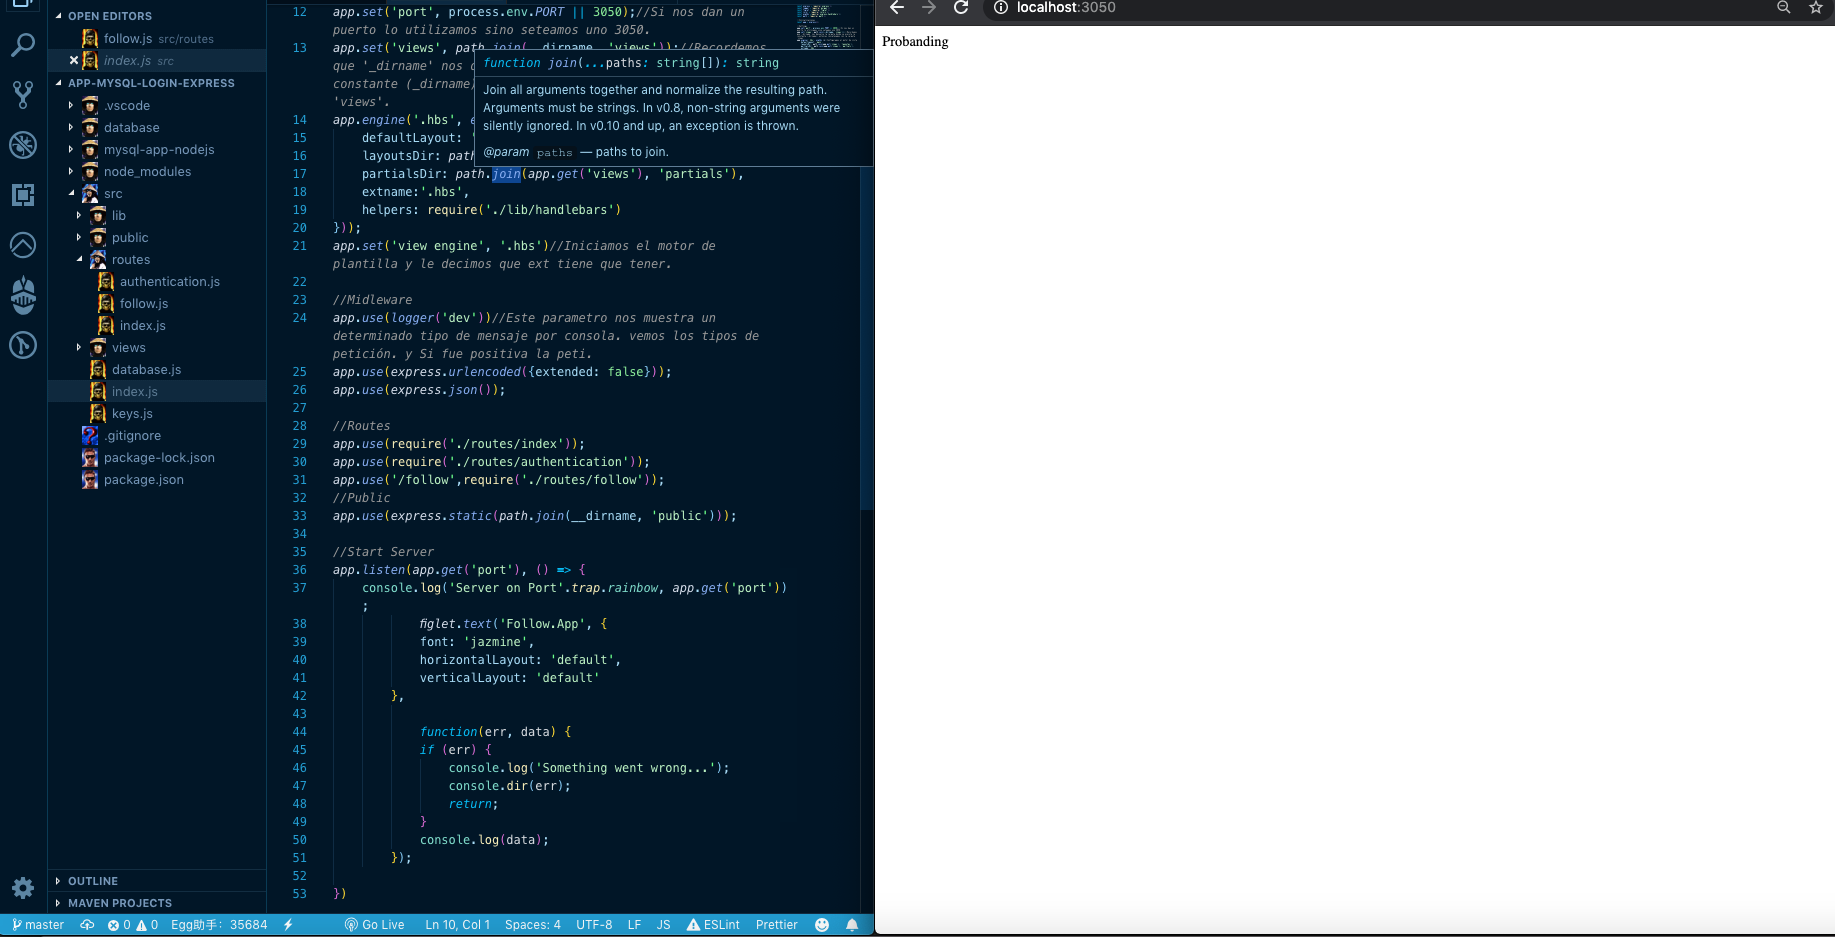 OPEN EDITORS
follow.js src/routes
index.js src
APP-MYSQL-LOGIN-EXPRESS
.vscode
database
mysql-app-nodejs
node_modules
src
lib
public
routes
authentication.js
follow.js
index.js
views
database.js
index.js
keys.js
.gitignore
package-lock.json
package.json
OUTLINE
MAVEN PROJECTS
12 app.set('port', process.env.PORT || 3050);//Si nos dan un
puerto lo utilizamos sino seteamos uno 3050.
13 app.set('views', path.join(__dirname, 'views'));//Recordemos
que '_dirname' nos
constante (_dirname)
'views'.
function join(...paths: string[]): string
Join all arguments together and normalize the resulting path.
Arguments must be strings. In v0.8, non-string arguments were
silently ignored. In v0.10 and up, an exception is thrown.
@param paths — paths to join.
14 app.engine('.hbs',
15 defaultLayout:
16 layoutsDir: path
17 partialsDir: path.join(app.get('views'), 'partials'),
18 extname:'.hbs',
19 helpers: require('./lib/handlebars')
20 }));
21 app.set('view engine', '.hbs')//Iniciamos el motor de
plantilla y le decimos que ext tiene que tener.
22
23 //Midleware
24 app.use(logger('dev'))//Este parametro nos muestra un
determinado tipo de mensaje por consola. vemos los tipos de
petición. y Si fue positiva la peti.
25 app.use(express.urlencoded({extended: false}));
26 app.use(express.json());
27
28 //Routes
29 app.use(require('./routes/index'));
30 app.use(require('./routes/authentication'));
31 app.use('/follow',require('./routes/follow'));
32 //Public
33 app.use(express.static(path.join(__dirname, 'public')));
34
35 //Start Server
36 app.listen(app.get('port'), () => {
37 console.log('Server on Port'.trap.rainbow, app.get('port'))
;
38 figlet.text('Follow.App', {
39 font: 'jazmine',
40 horizontalLayout: 'default',
41 verticalLayout: 'default'
42 },
43
44 function(err, data) {
45 if (err) {
46 console.log('Something went wrong...');
47 console.dir(err);
48 return;
49 }
50 console.log(data);
51 });
52
53 })
master 0 0 Egg助手: 35684 Go Live Ln 10, Col 1 Spaces: 4 UTF-8 LF JS ESLint Prettier
localhost:3050
Probanding